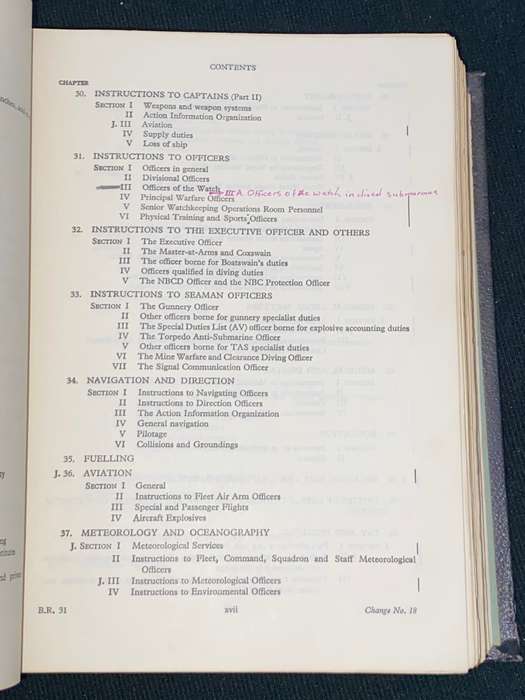 CONTENTS
CHAPTER
30. INSTRUCTIONS TO CAPTAINS (Part II)
SECTION I Weapons and weapon systems
II Action Information Organization
J. III Aviation
IV Supply duties
V Loss of ship
31. INSTRUCTIONS TO OFFICERS
SECTION I Officers in general
II Divisional Officers
III Officers of the Watch III A Officers of the watch in dived submarines
IV Principal Warfare Officers
V Senior Watchkeeping Operations Room Personnel
VI Physical Training and Sports Officers
32. INSTRUCTIONS TO THE EXECUTIVE OFFICER AND OTHERS
SECTION I The Executive Officer
II The Master-at-Arms and Coxswain
III The officer borne for Boatswain's duties
IV Officers qualified in diving duties
V The NBCD Officer and the NBC Protection Officer
33. INSTRUCTIONS TO SEAMAN OFFICERS
SECTION I The Gunnery Officer
II Other officers borne for gunnery specialist duties
III The Special Duties List (AV) officer borne for explosive accounting duties
IV The Torpedo Anti-Submarine Officer
V Other officers borne for TAS specialist duties
VI The Mine Warfare and Clearance Diving Officer
VII The Signal Communication Officer
34. NAVIGATION AND DIRECTION
SECTION I Instructions to Navigating Officers
II Instructions to Direction Officers
III The Action Information Organization
IV General navigation
V Pilotage
VI Collisions and Groundings
35. FUELLING
J. 36. AVIATION
SECTION I General
II Instructions to Fleet Air Arm Officers
III Special and Passenger Flights
IV Aircraft Explosives
37. METEOROLOGY AND OCEANOGRAPHY
J. SECTION I Meteorological Services
II Instructions to Fleet, Command, Squadron and Staff Meteorological
Officers
J. III Instructions to Meteorological Officers
IV Instructions to Environmental Officers
B.R. 31 xvii Change No. 18